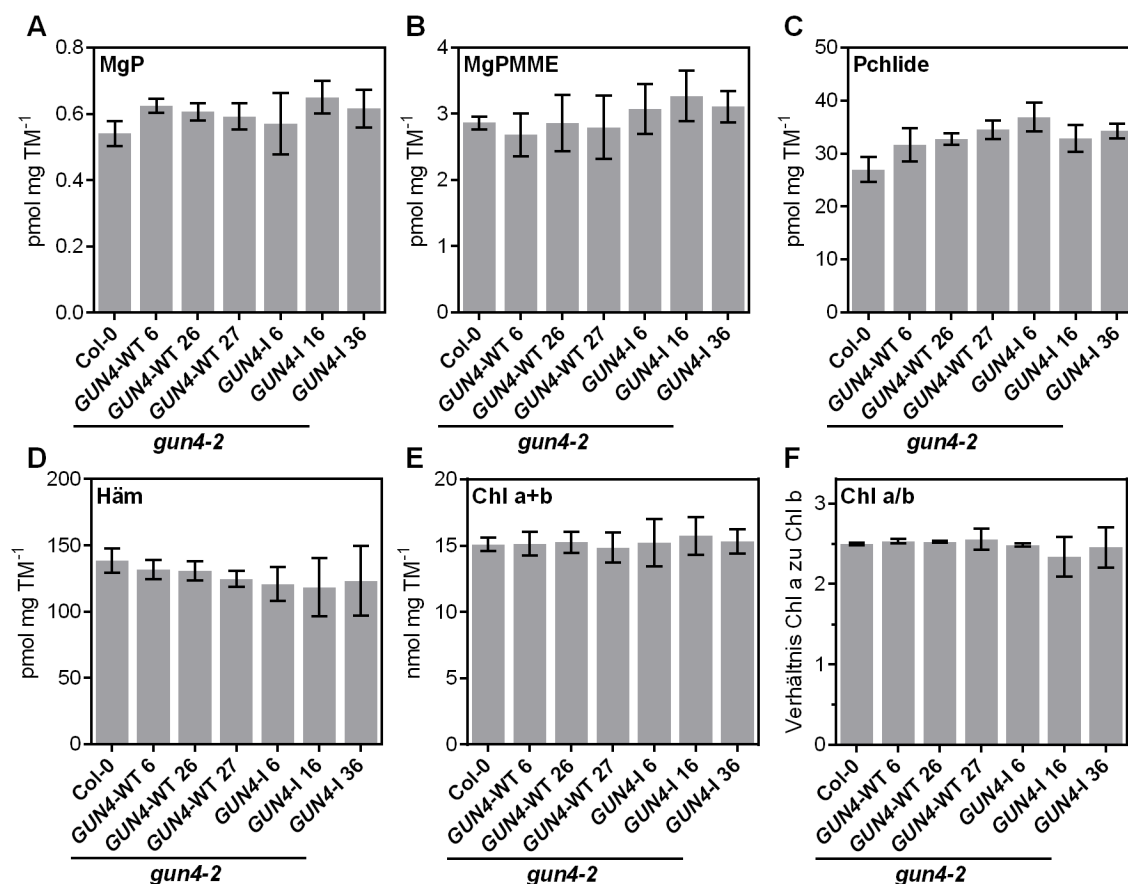 A
MgP
pmol mg TM⁻¹
0.8
0.6
0.4
0.2
0.0
Col-0
GUN4-WT 6
GUN4-WT 26
GUN4-WT 27
GUN4-I 6
GUN4-I 16
GUN4-I 36
gun4-2
B
MgPMME
pmol mg TM⁻¹
4
3
2
1
0
Col-0
GUN4-WT 6
GUN4-WT 26
GUN4-WT 27
GUN4-I 6
GUN4-I 16
GUN4-I 36
gun4-2
C
Pchlide
pmol mg TM⁻¹
50
40
30
20
10
0
Col-0
GUN4-WT 6
GUN4-WT 26
GUN4-WT 27
GUN4-I 6
GUN4-I 16
GUN4-I 36
gun4-2
D
Häm
pmol mg TM⁻¹
200
150
100
50
0
Col-0
GUN4-WT 6
GUN4-WT 26
GUN4-WT 27
GUN4-I 6
GUN4-I 16
GUN4-I 36
gun4-2
E
Chl a+b
nmol mg TM⁻¹
20
15
10
5
0
Col-0
GUN4-WT 6
GUN4-WT 26
GUN4-WT 27
GUN4-I 6
GUN4-I 16
GUN4-I 36
gun4-2
F
Chl a/b
Verhältnis Chl a zu Chl b
3
2
1
0
Col-0
GUN4-WT 6
GUN4-WT 26
GUN4-WT 27
GUN4-I 6
GUN4-I 16
GUN4-I 36
gun4-2